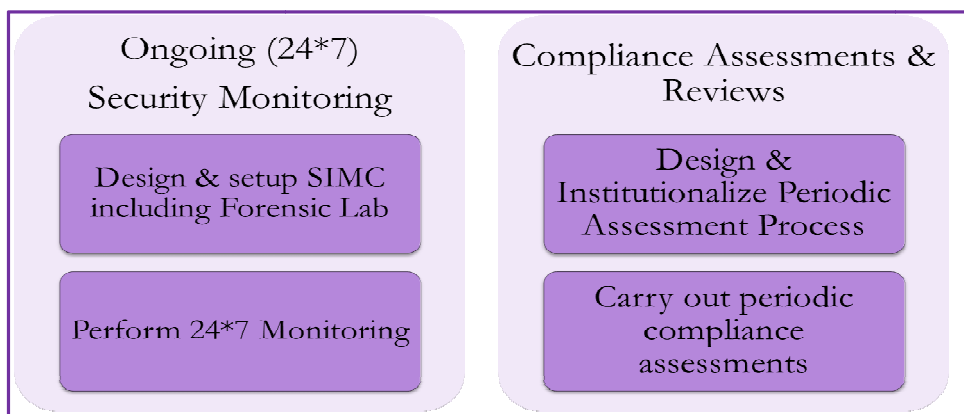 Ongoing (24*7)
Security Monitoring
Design & setup SIMC
including Forensic Lab
Perform 24*7 Monitoring
Compliance Assessments &
Reviews
Design &
Institutionalize Periodic
Assessment Process
Carry out periodic
compliance
assessments